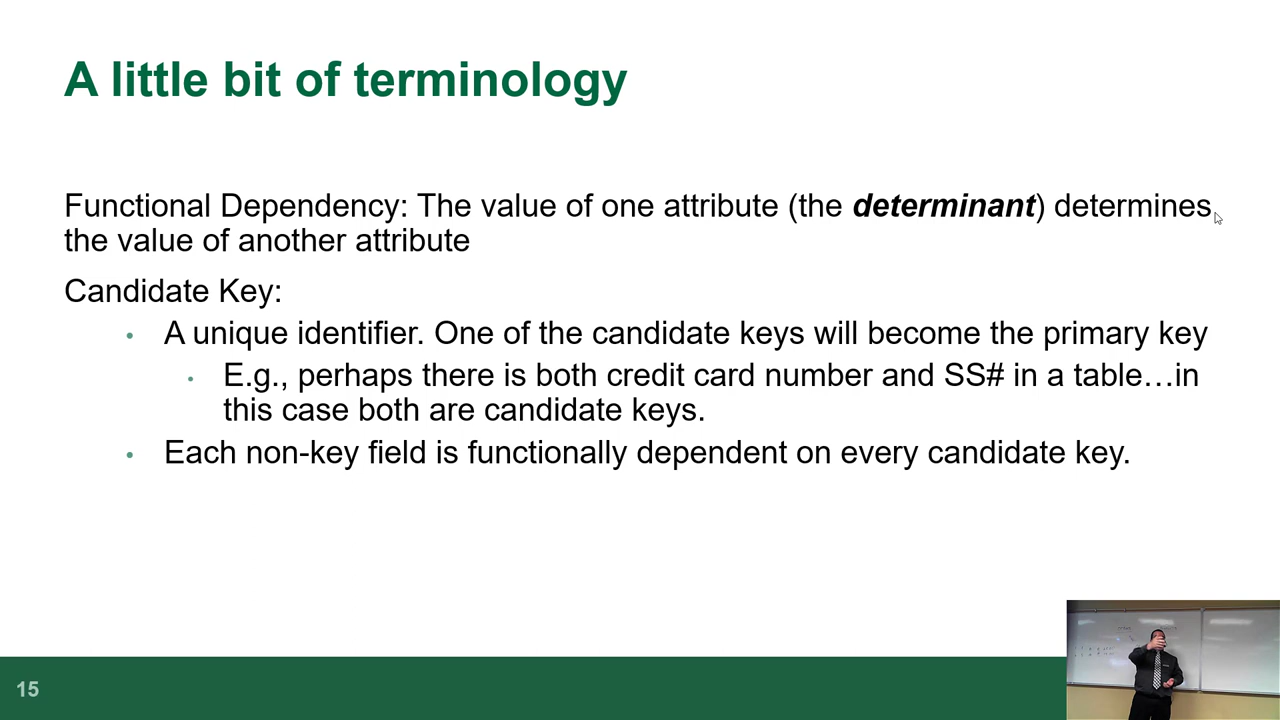 A little bit of terminology
Functional Dependency: The value of one attribute (the determinant) determines
the value of another attribute
Candidate Key:
• A unique identifier. One of the candidate keys will become the primary key
• E.g., perhaps there is both credit card number and SS# in a table…in
this case both are candidate keys.
• Each non-key field is functionally dependent on every candidate key.
15